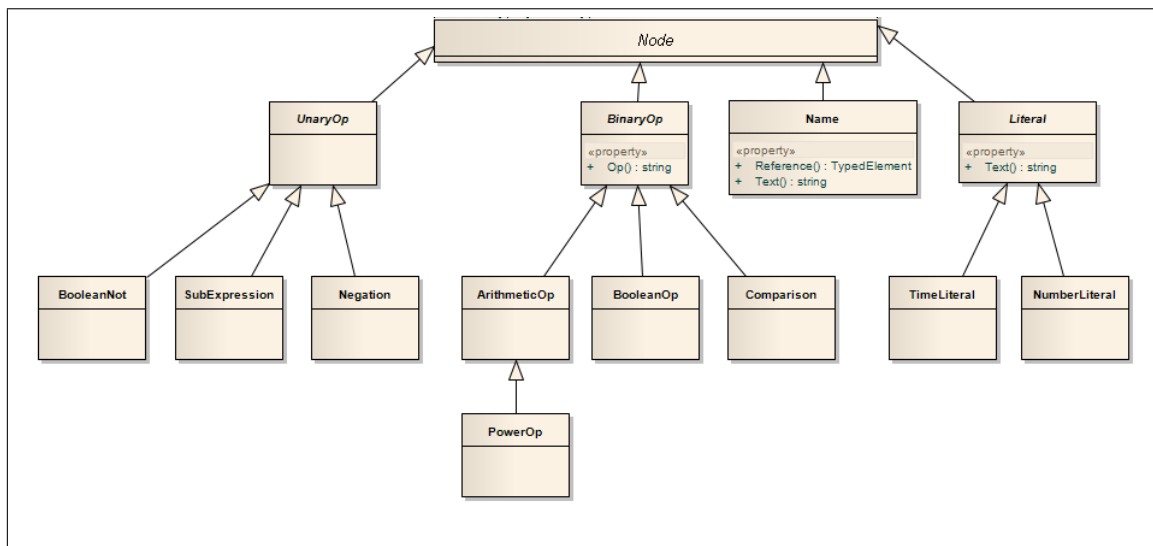 Node
UnaryOp
BinaryOp
«property»
+ Op() : string
Name
«property»
+ Reference() : TypedElement
+ Text() : string
Literal
«property»
+ Text() : string
BooleanNot
SubExpression
Negation
ArithmeticOp
BooleanOp
Comparison
TimeLiteral
NumberLiteral
PowerOp